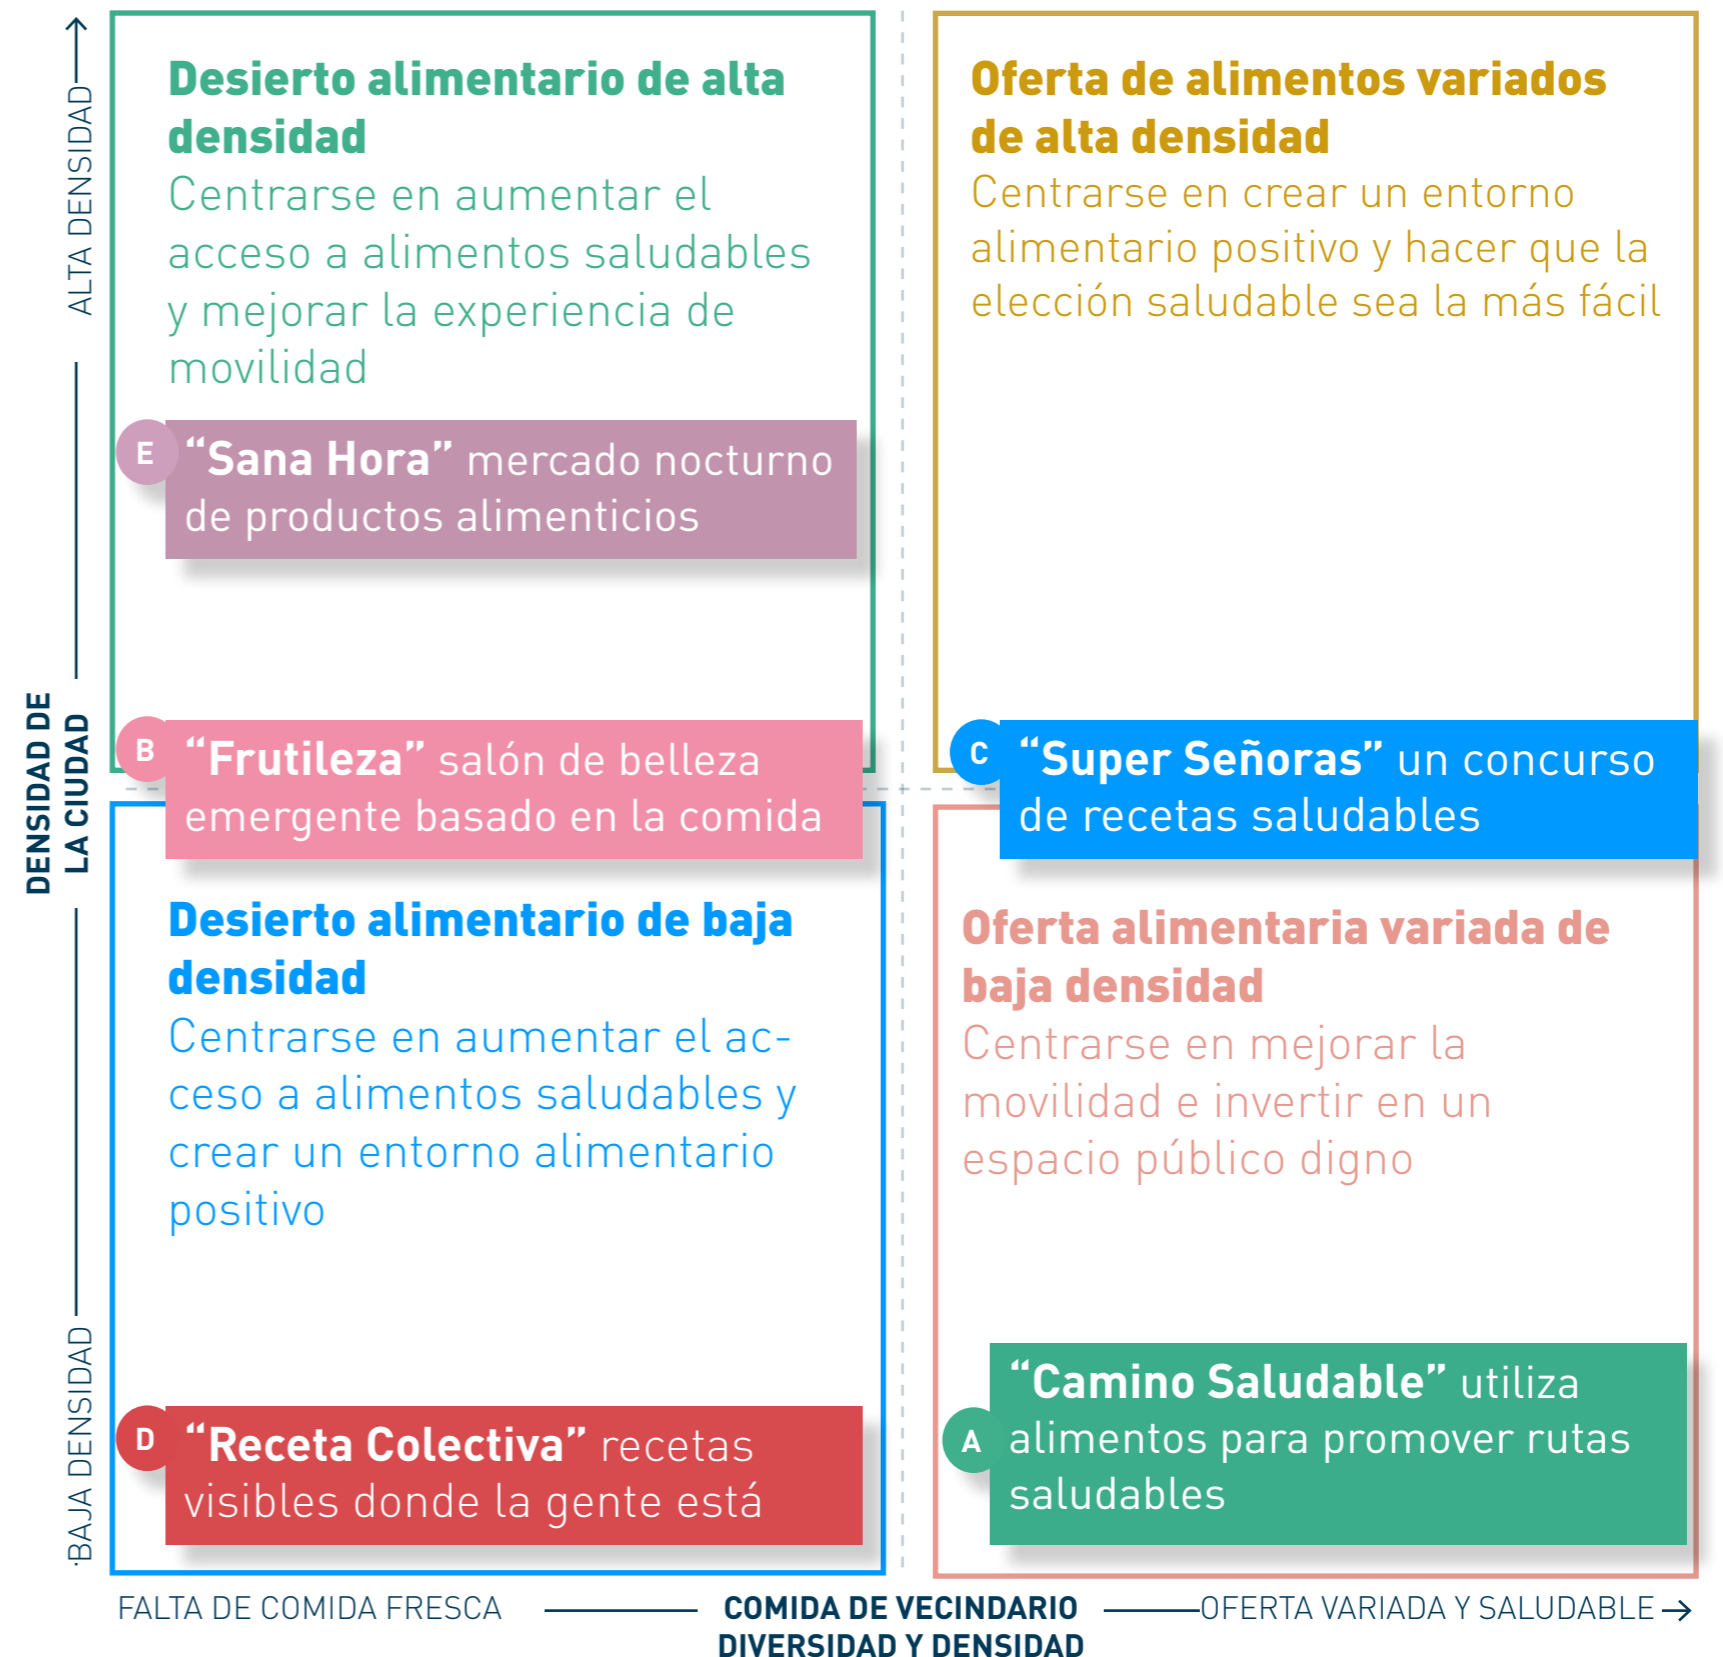 ALTA DENSIDAD
DENSIDAD DE
LA CIUDAD
BAJA DENSIDAD
Desierto alimentario de alta
densidad
Centrarse en aumentar el
acceso a alimentos saludables
y mejorar la experiencia de
movilidad
E
“Sana Hora” mercado nocturno
de productos alimenticios
Oferta de alimentos variados
de alta densidad
Centrarse en crear un entorno
alimentario positivo y hacer que la
elección saludable sea la más fácil
B
“Frutileza” salón de belleza
emergente basado en la comida
C
“Super Señoras” un concurso
de recetas saludables
Desierto alimentario de baja
densidad
Centrarse en aumentar el ac-
ceso a alimentos saludables y
crear un entorno alimentario
positivo
D
“Receta Colectiva” recetas
visibles donde la gente está
Oferta alimentaria variada de
baja densidad
Centrarse en mejorar la
movilidad e invertir en un
espacio público digno
A
“Camino Saludable” utiliza
alimentos para promover rutas
saludables
FALTA DE COMIDA FRESCA
COMIDA DE VECINDARIO
DIVERSIDAD Y DENSIDAD
OFERTA VARIADA Y SALUDABLE